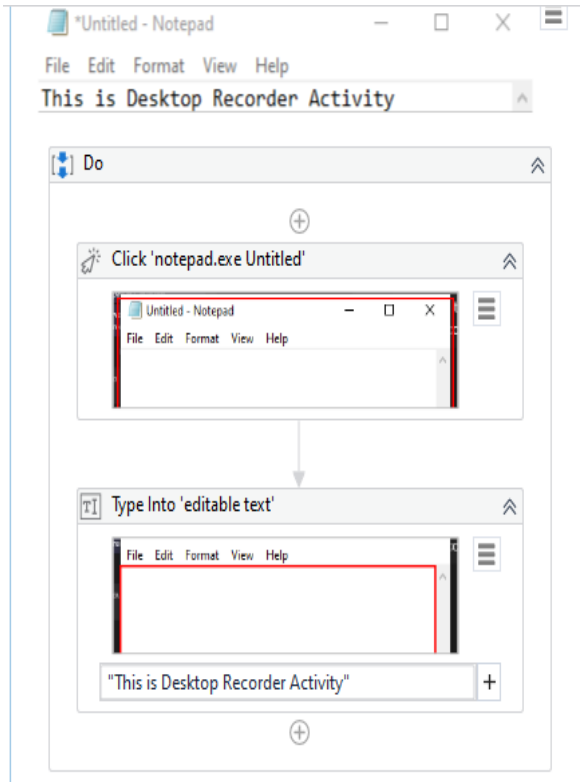 *Untitled - Notepad
File Edit Format View Help
This is Desktop Recorder Activity
Do
Click 'notepad.exe Untitled'
Untitled - Notepad
File Edit Format View Help
Type Into 'editable text'
File Edit Format View Help
"This is Desktop Recorder Activity"